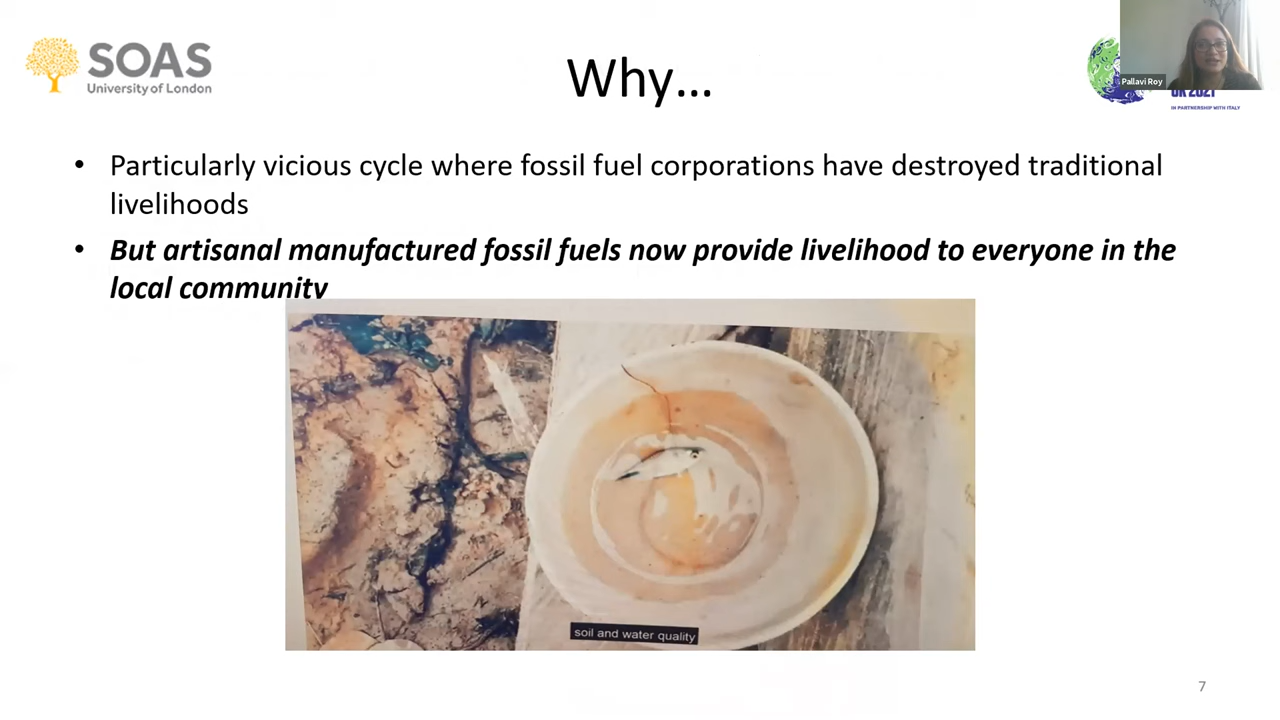 SOAS
University of London
Why...
Pallavi Roy
UK 2021
IN PARTNERSHIP WITH ITALY
• Particularly vicious cycle where fossil fuel corporations have destroyed traditional
livelihoods
• But artisanal manufactured fossil fuels now provide livelihood to everyone in the
local community
soil and water quality
7